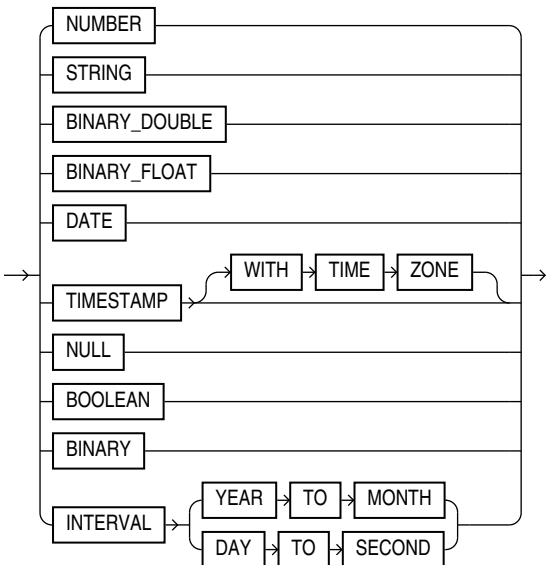 NUMBER
STRING
BINARY_DOUBLE
BINARY_FLOAT
DATE
WITH TIME ZONE
TIMESTAMP
NULL
BOOLEAN
BINARY
YEAR TO MONTH
INTERVAL
DAY TO SECOND